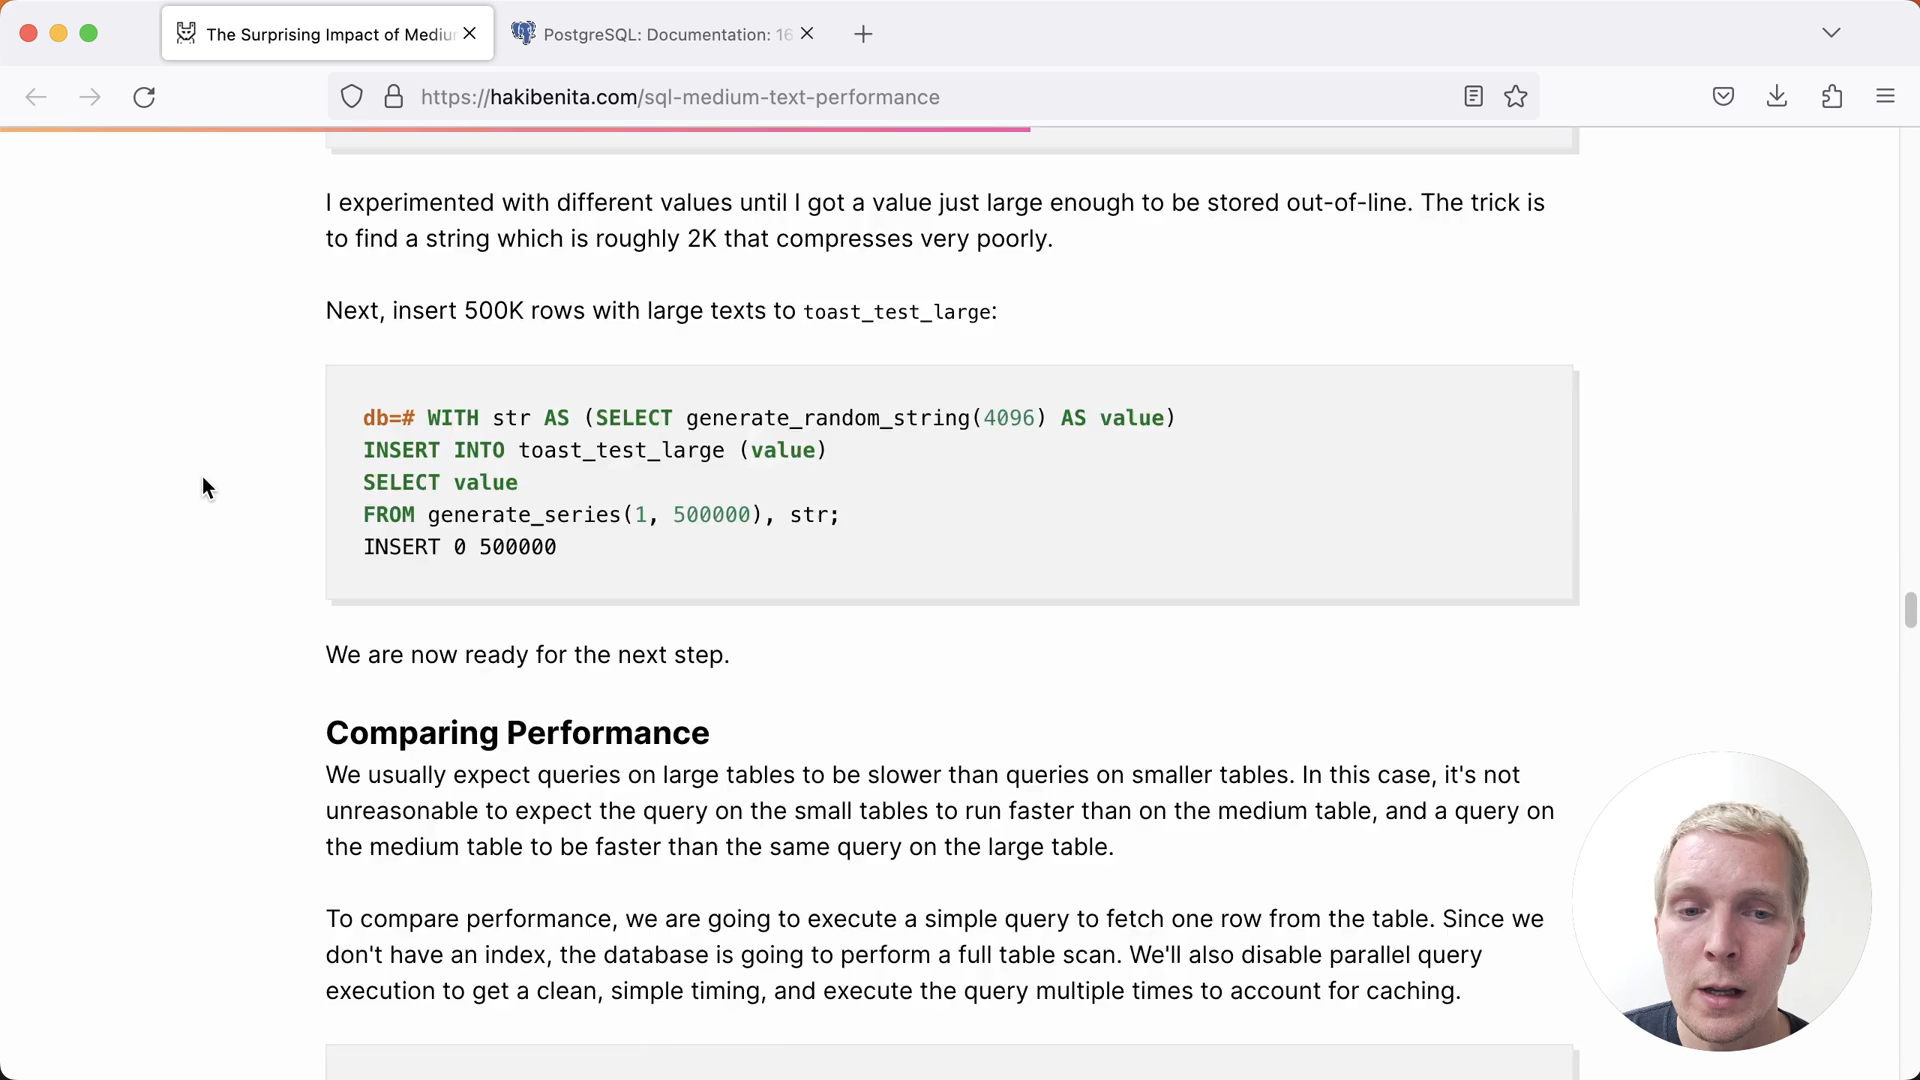 The Surprising Impact of Mediu
PostgreSQL: Documentation: 16
https://hakibenita.com/sql-medium-text-performance
I experimented with different values until I got a value just large enough to be stored out-of-line. The trick is
to find a string which is roughly 2K that compresses very poorly.
Next, insert 500K rows with large texts to toast_test_large:
db=# WITH str AS (SELECT generate_random_string(4096) AS value)
INSERT INTO toast_test_large (value)
SELECT value
FROM generate_series(1, 500000), str;
INSERT 0 500000
We are now ready for the next step.
Comparing Performance
We usually expect queries on large tables to be slower than queries on smaller tables. In this case, it's not
unreasonable to expect the query on the small tables to run faster than on the medium table, and a query on
the medium table to be faster than the same query on the large table.
To compare performance, we are going to execute a simple query to fetch one row from the table. Since we
don't have an index, the database is going to perform a full table scan. We'll also disable parallel query
execution to get a clean, simple timing, and execute the query multiple times to account for caching.